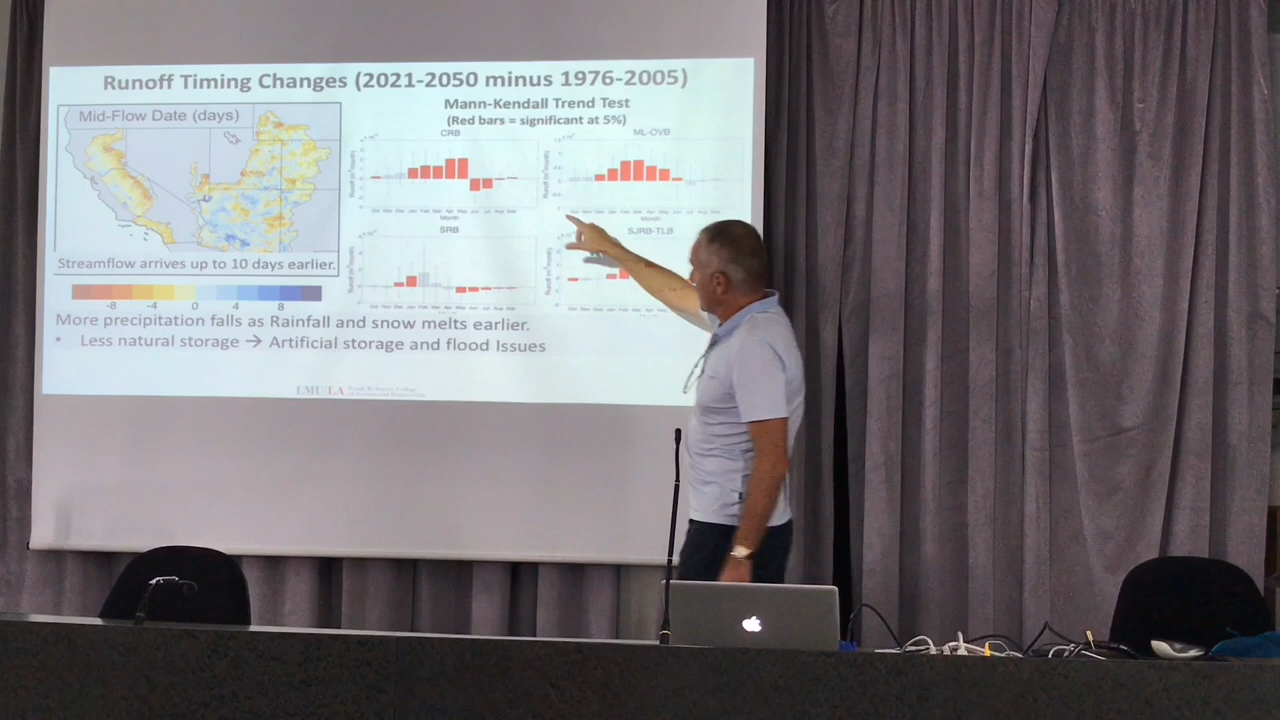 Runoff Timing Changes (2021-2050 minus 1976-2005)
Mid-Flow Date (days)
Streamflow arrives up to 10 days earlier.
-8 -4 0 4 8
Mann-Kendall Trend Test
(Red bars = significant at 5%)
CRB
Month
ML-OVB
Month
SRB
SJRB-TLB
More precipitation falls as Rainfall and snow melts earlier.
• Less natural storage → Artificial storage and flood Issues
LMU LA